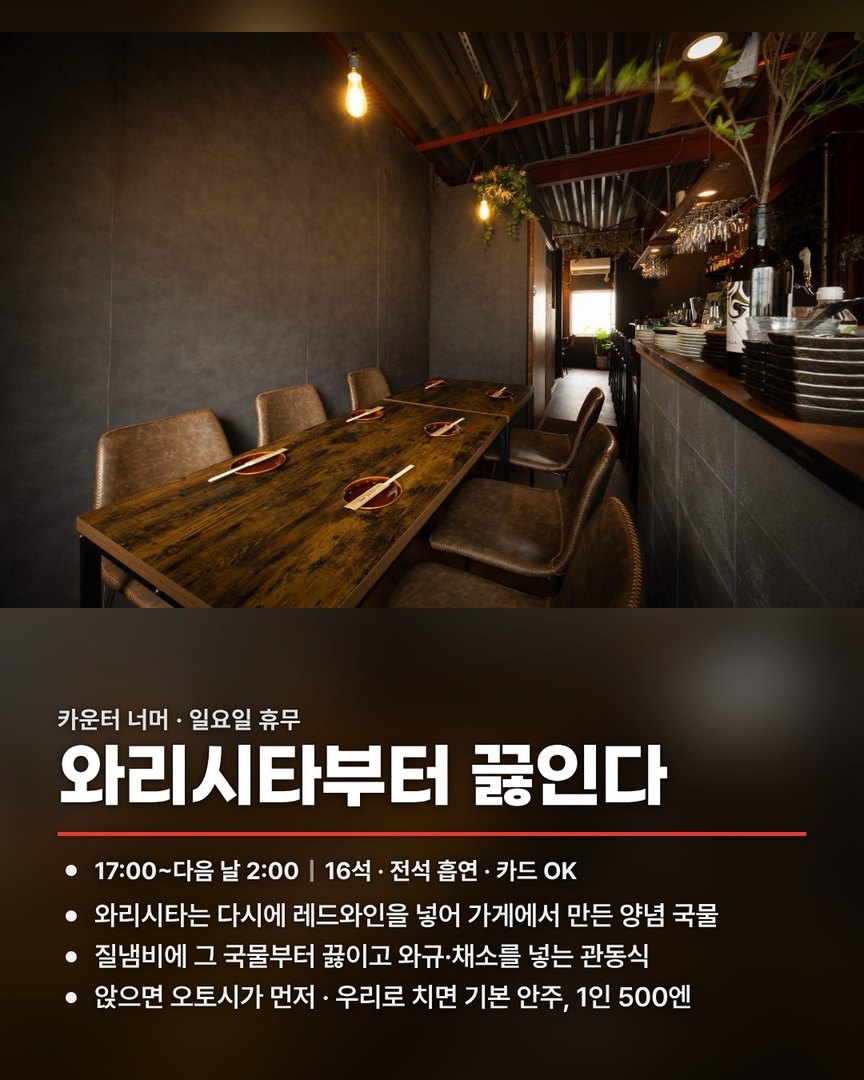 카운터 너머 · 일요일 휴무
와리시타부터 끓인다
• 17:00~다음 날 2:00 | 16석 · 전석 흡연 · 카드 OK
• 와리시타는 다시에 레드와인을 넣어 가게에서 만든 양념 국물
• 질냄비에 그 국물부터 끓이고 와규·채소를 넣는 관동식
• 앉으면 오토시가 먼저 · 우리로 치면 기본 안주, 1인 500엔